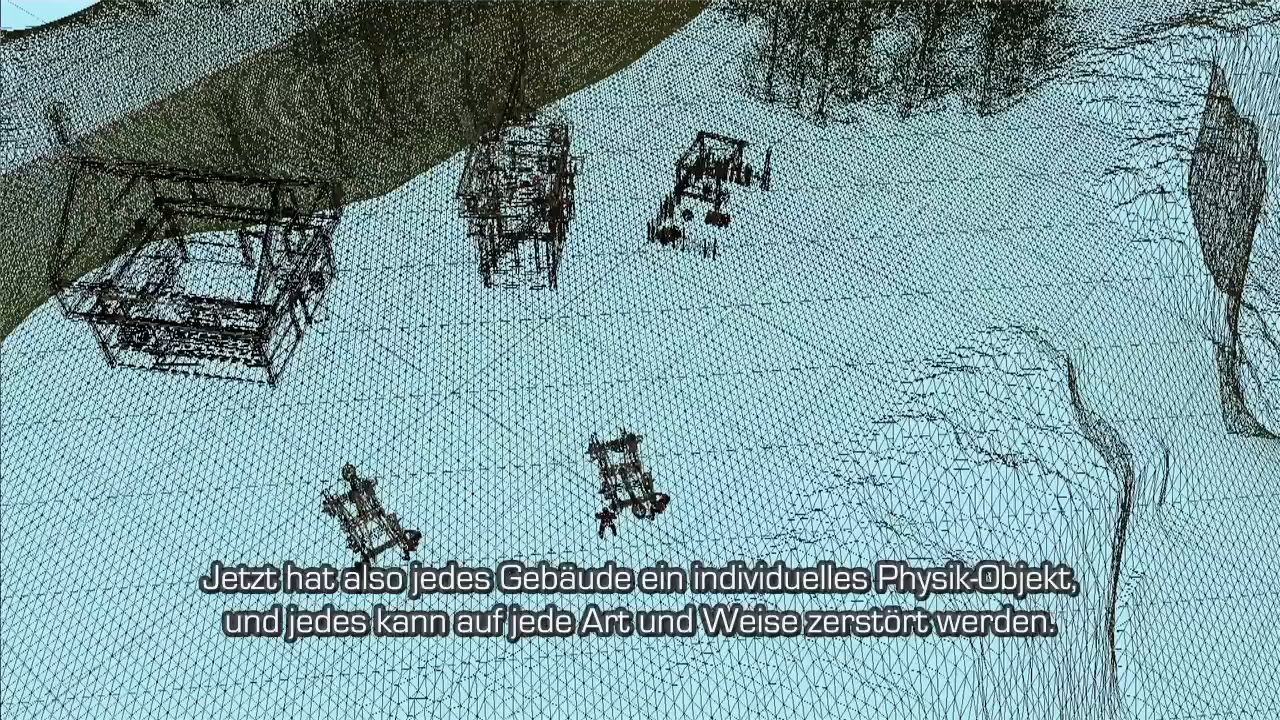 Jetzt hat also jedes Gebäude ein individuelles Physik-Objekt,
und jedes kann auf jede Art und Weise zerstört werden.